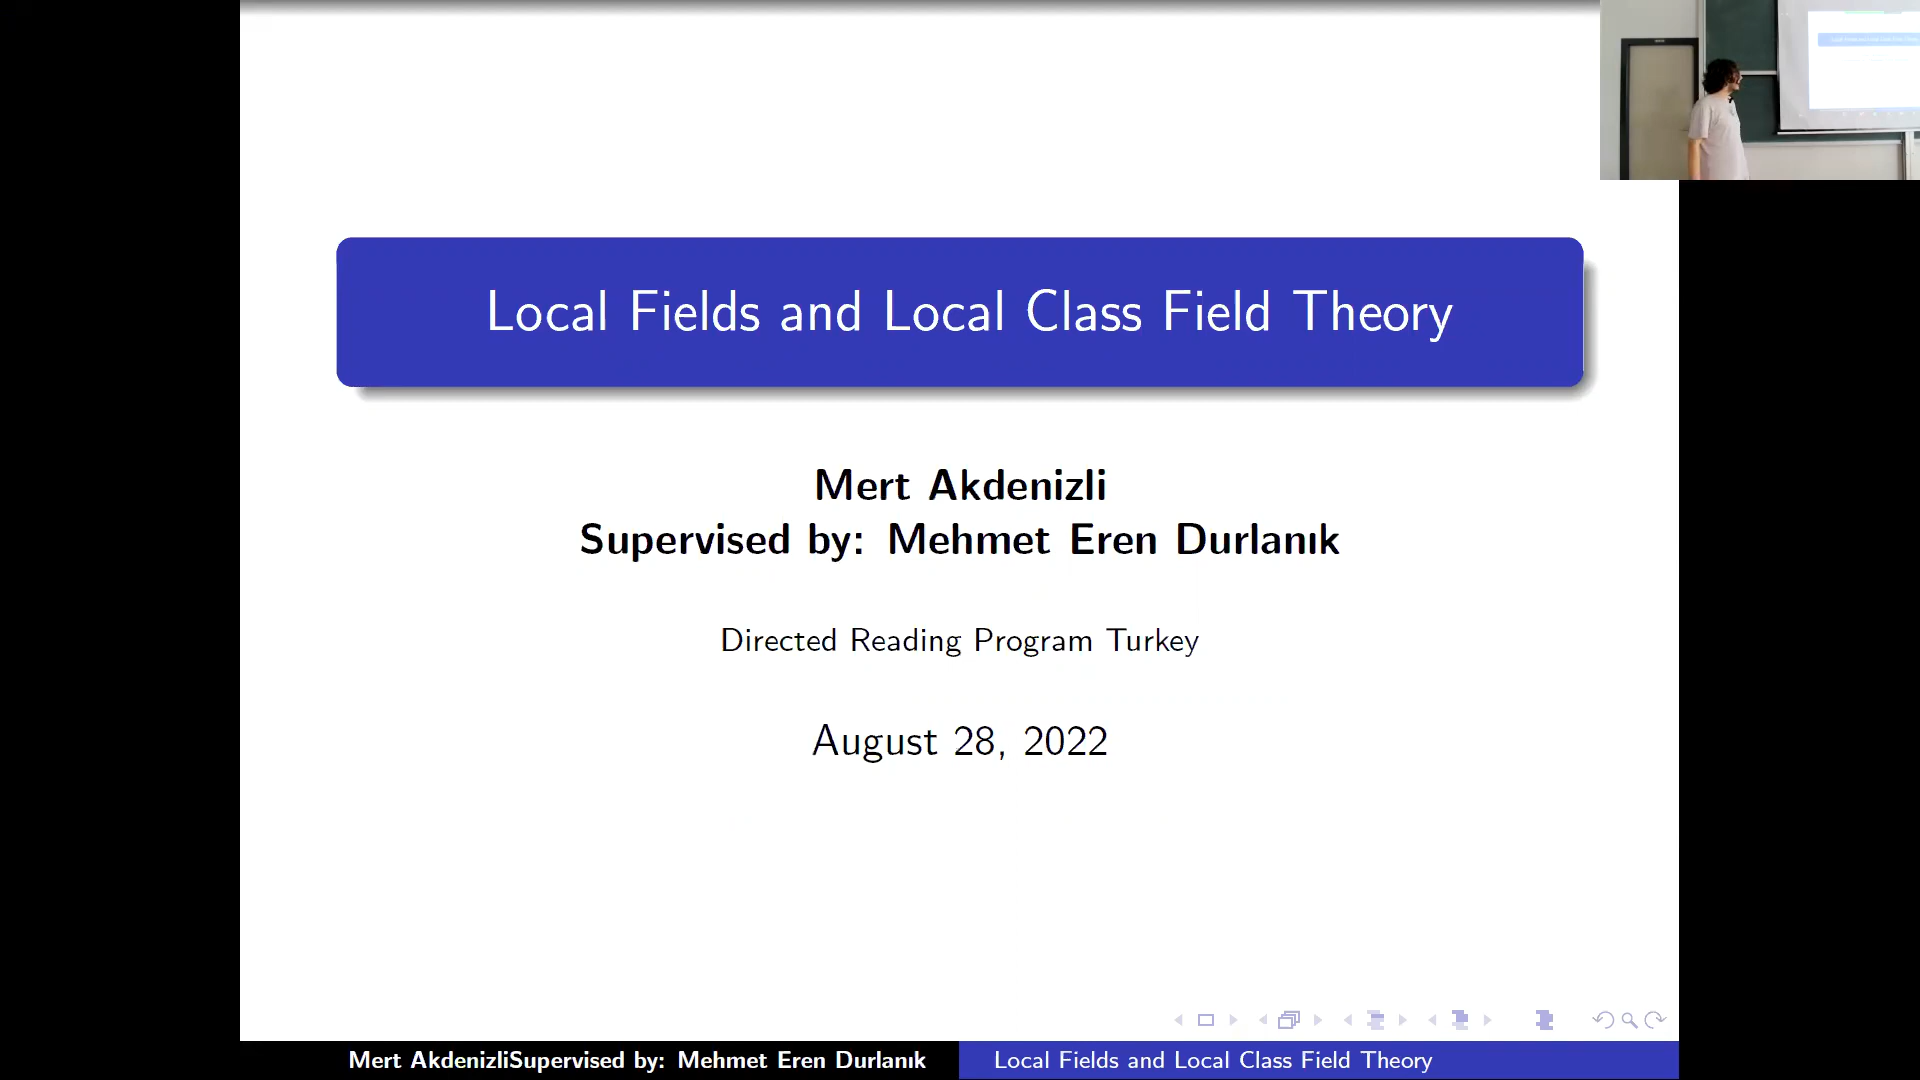 Local Fields and Local Class Field Theory
Mert Akdenizli
Supervised by: Mehmet Eren Durlanık
Directed Reading Program Turkey
August 28, 2022
Mert AkdenizliSupervised by: Mehmet Eren Durlanık
Local Fields and Local Class Field Theory